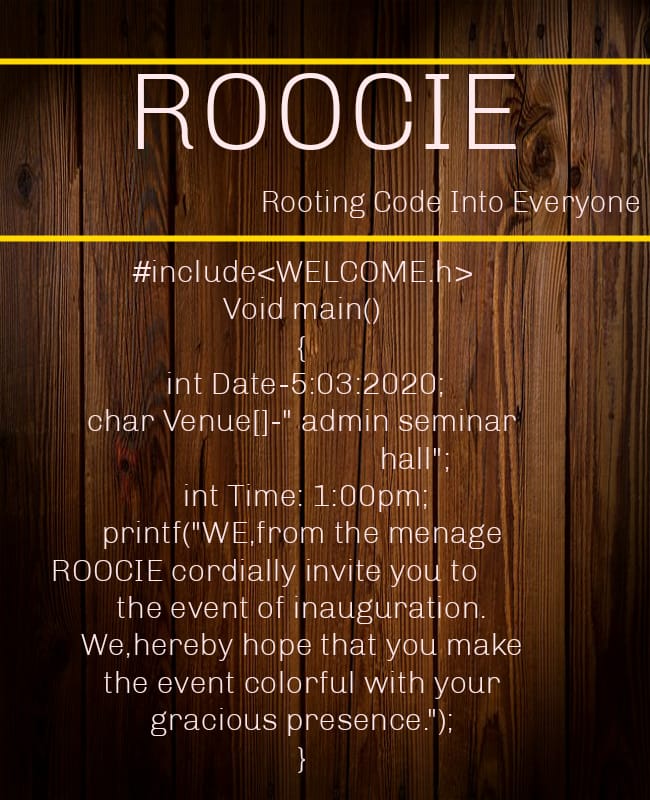 ROOCIE
Rooting Code Into Everyone
#include<WELCOME.h>
Void main()
{
int Date-5:03:2020;
char Venue[]-" admin seminar
hall";
int Time: 1:00pm;
printf("WE,from the menage
ROOCIE cordially invite you to
the event of inauguration.
We,hereby hope that you make
the event colorful with your
gracious presence.");
}